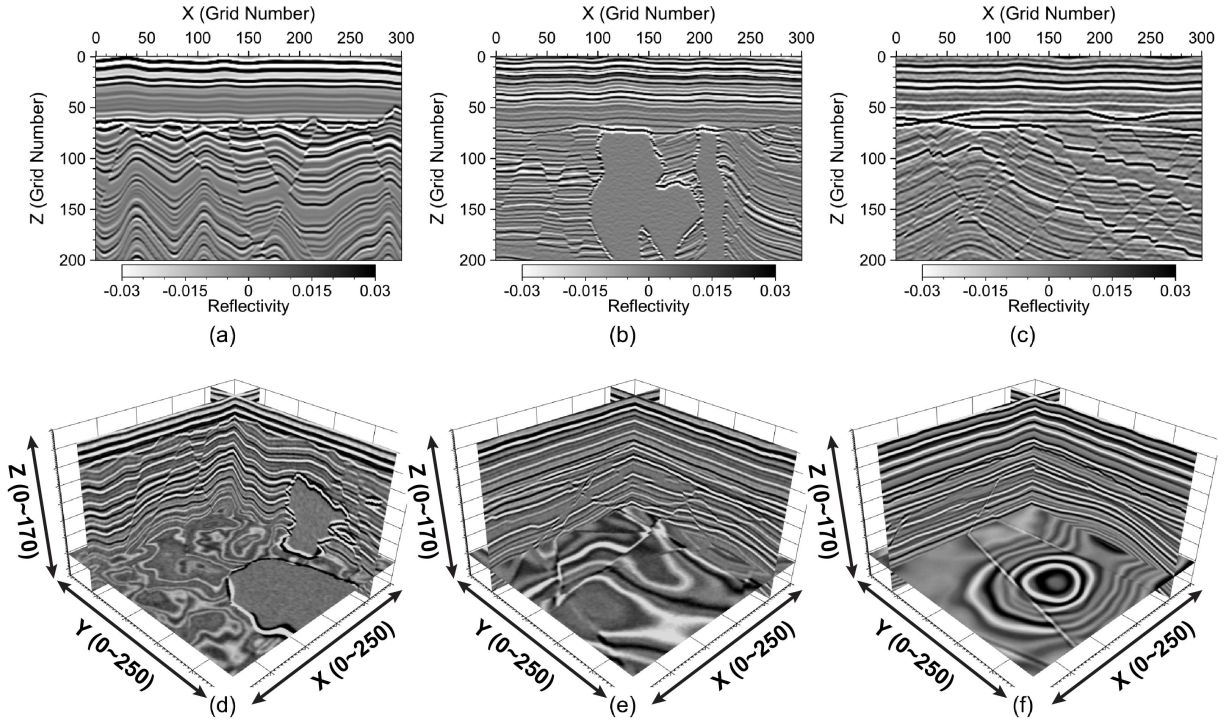 X (Grid Number)
X (Grid Number)
X (Grid Number)
0 50 100 150 200 250 300
0 50 100 150 200 250 300
0 50 100 150 200 250 300
Z (Grid Number)
0
50
100
150
200
Z (Grid Number)
0
50
100
150
200
Z (Grid Number)
0
50
100
150
200
-0.03 -0.015 0 0.015 0.03
-0.03 -0.015 0 0.015 0.03
-0.03 -0.015 0 0.015 0.03
Reflectivity
Reflectivity
Reflectivity
(a)
(b)
(c)
Z (0~170)
Y (0~250)
X (0~250)
(d)
Z (0~170)
Y (0~250)
X (0~250)
(e)
Z (0~170)
Y (0~250)
X (0~250)
(f)